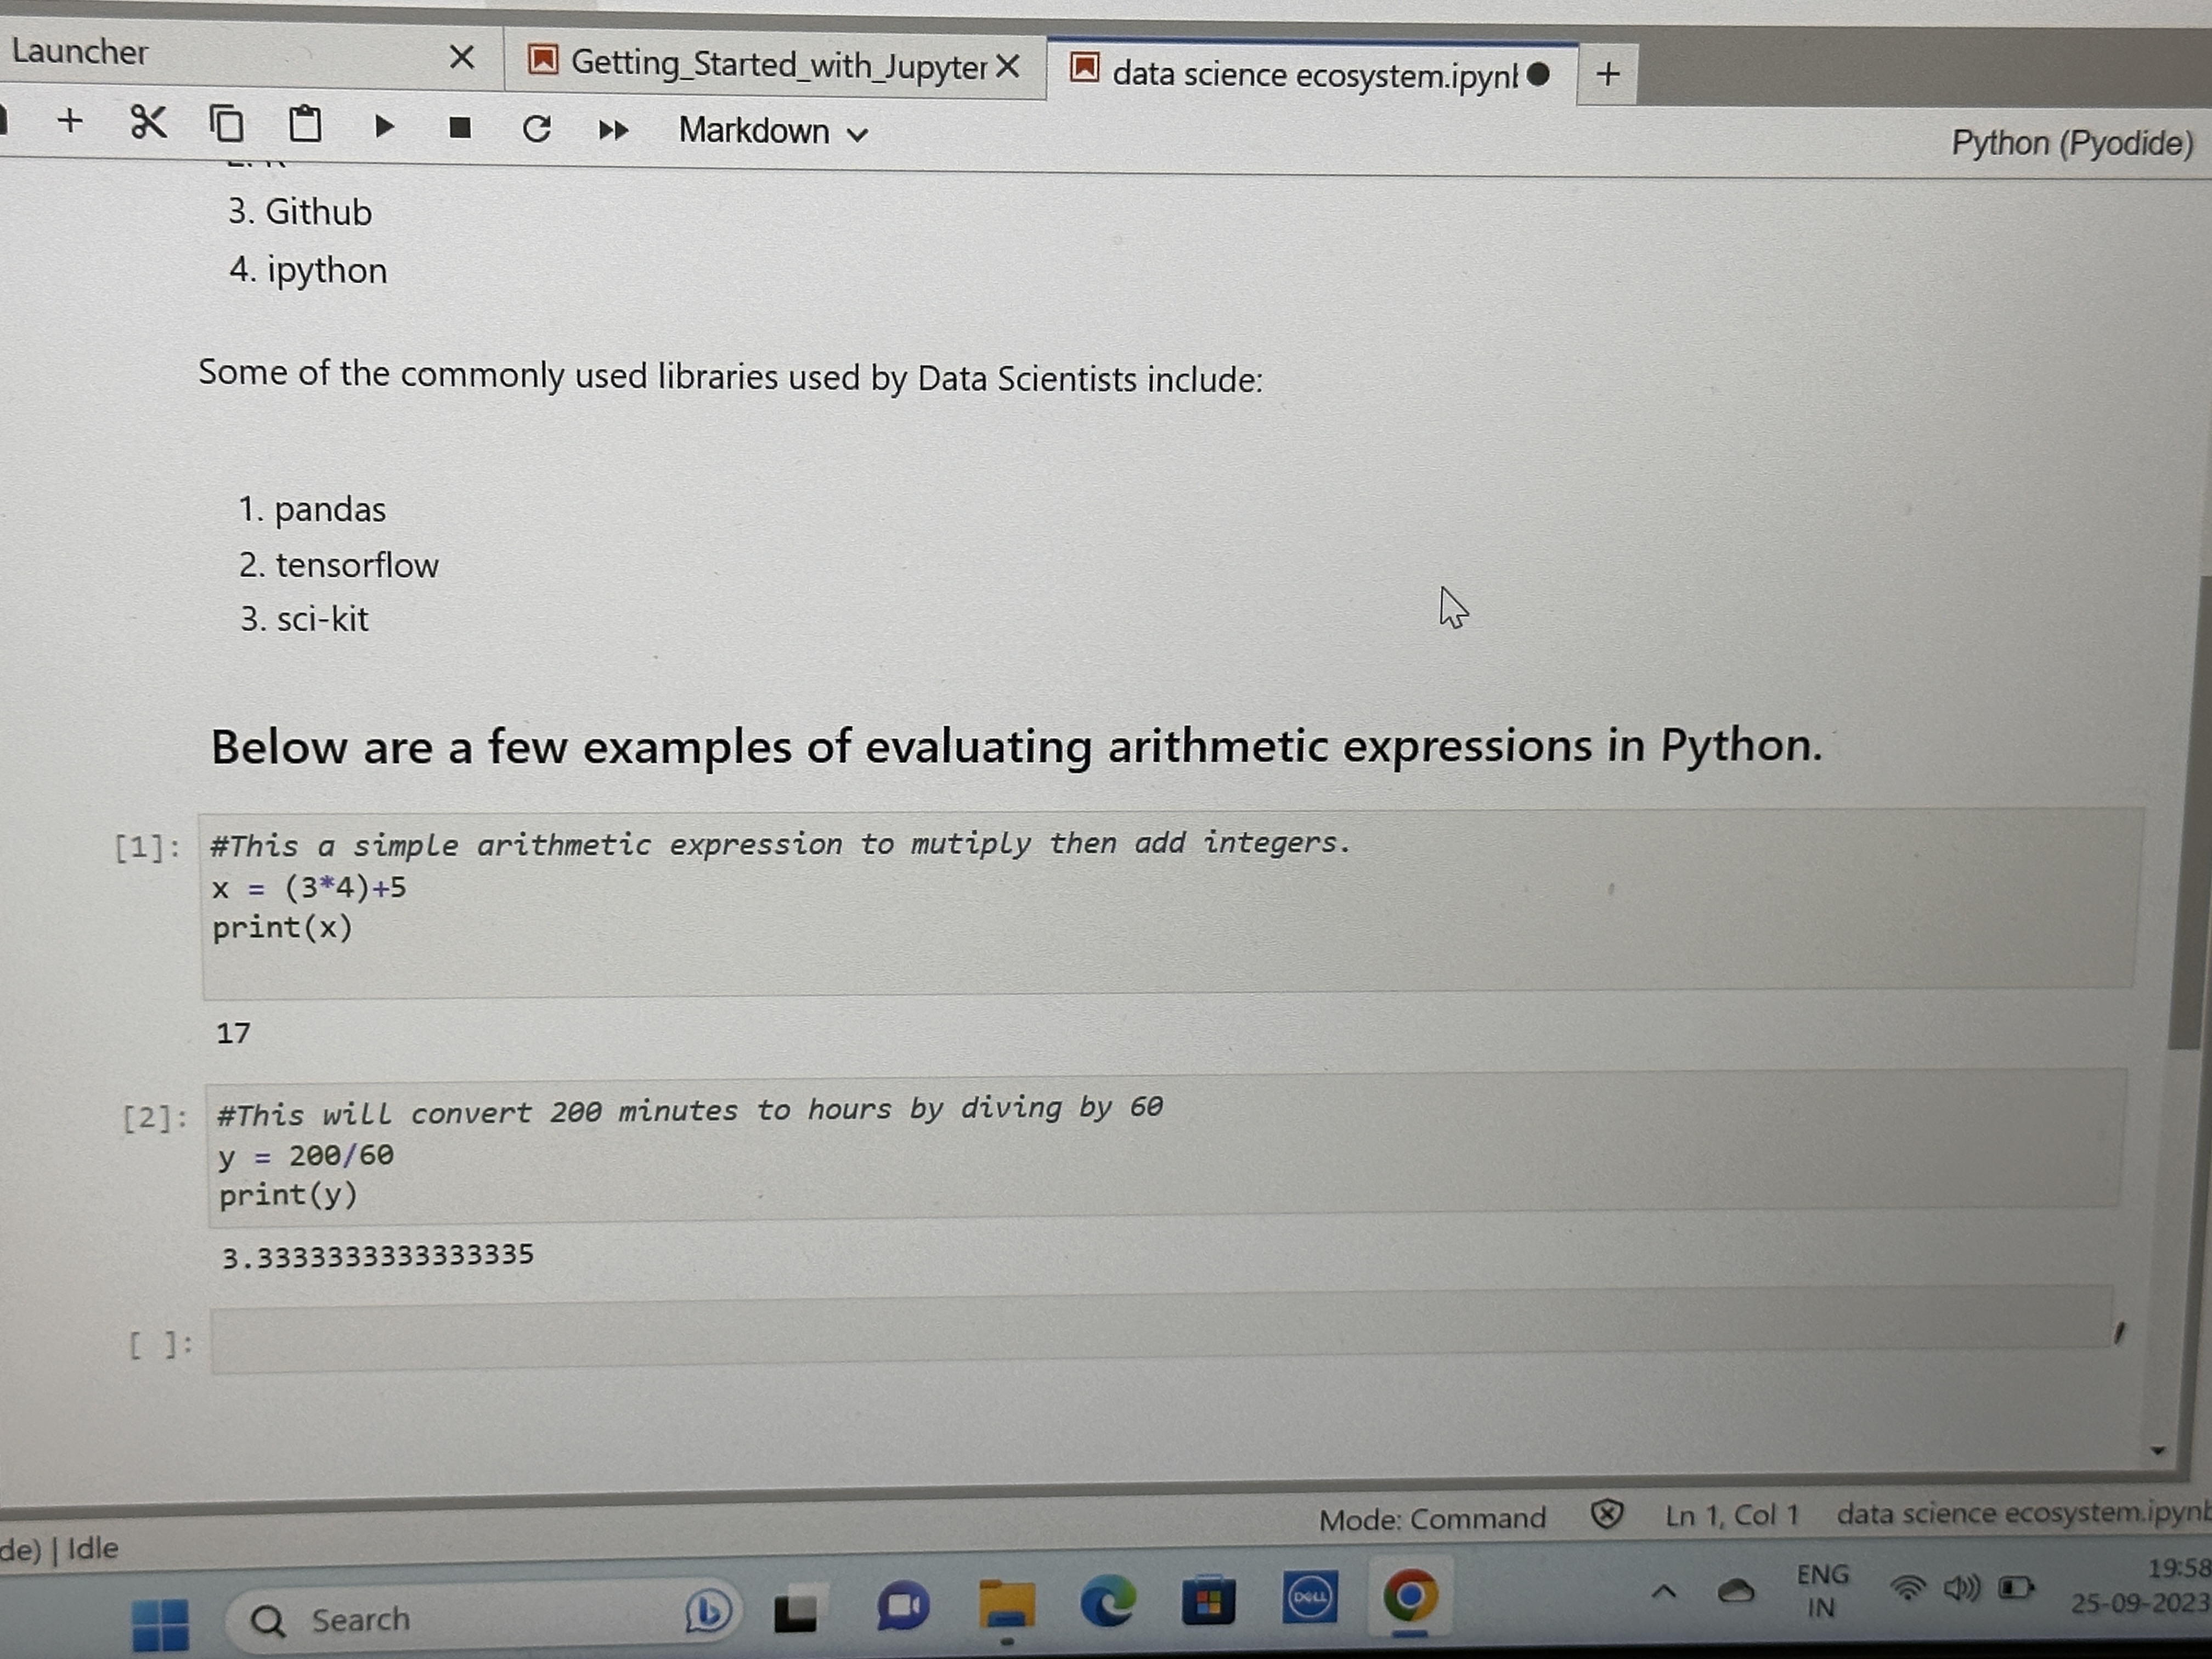 Launcher
Getting_Started_with_Jupyter
data science ecosystem.ipynb
Markdown
Python (Pyodide)
3. Github
4. ipython
Some of the commonly used libraries used by Data Scientists include:
1. pandas
2. tensorflow
3. sci-kit
Below are a few examples of evaluating arithmetic expressions in Python.
[1]:
#This a simple arithmetic expression to mutiply then add integers.
x = (3*4)+5
print(x)
17
[2]:
#This will convert 200 minutes to hours by diving by 60
y = 200/60
print(y)
3.3333333333333335
[ ]:
Mode: Command
Ln 1, Col 1
data science ecosystem.ipynb
de) | Idle
Search
DELL
ENG
IN
19:58
25-09-2023